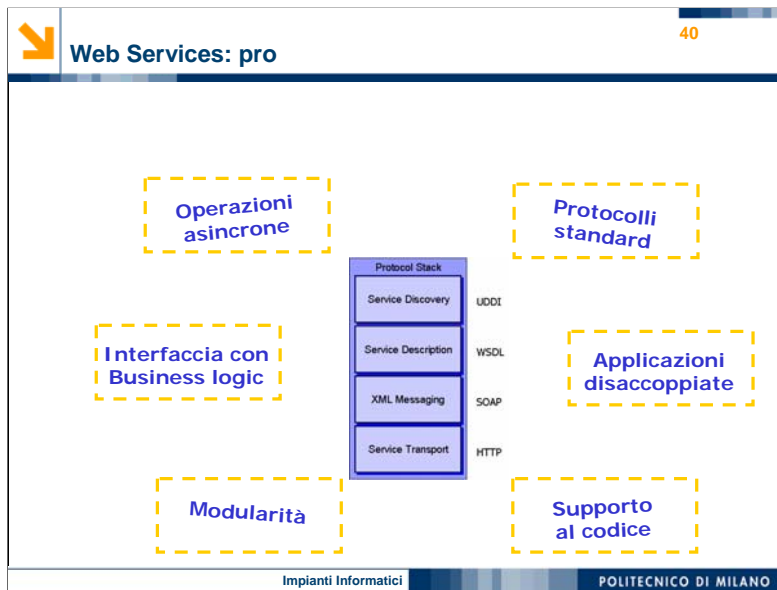 Web Services: pro
40
Operazioni
asincrone
Protocolli
standard
Protocol Stack
Service Discovery
UDDI
Service Description
WSDL
XML Messaging
SOAP
Service Transport
HTTP
Interfaccia con
Business logic
Applicazioni
disaccoppiate
Modularità
Supporto
al codice
Impianti Informatici
POLITECNICO DI MILANO